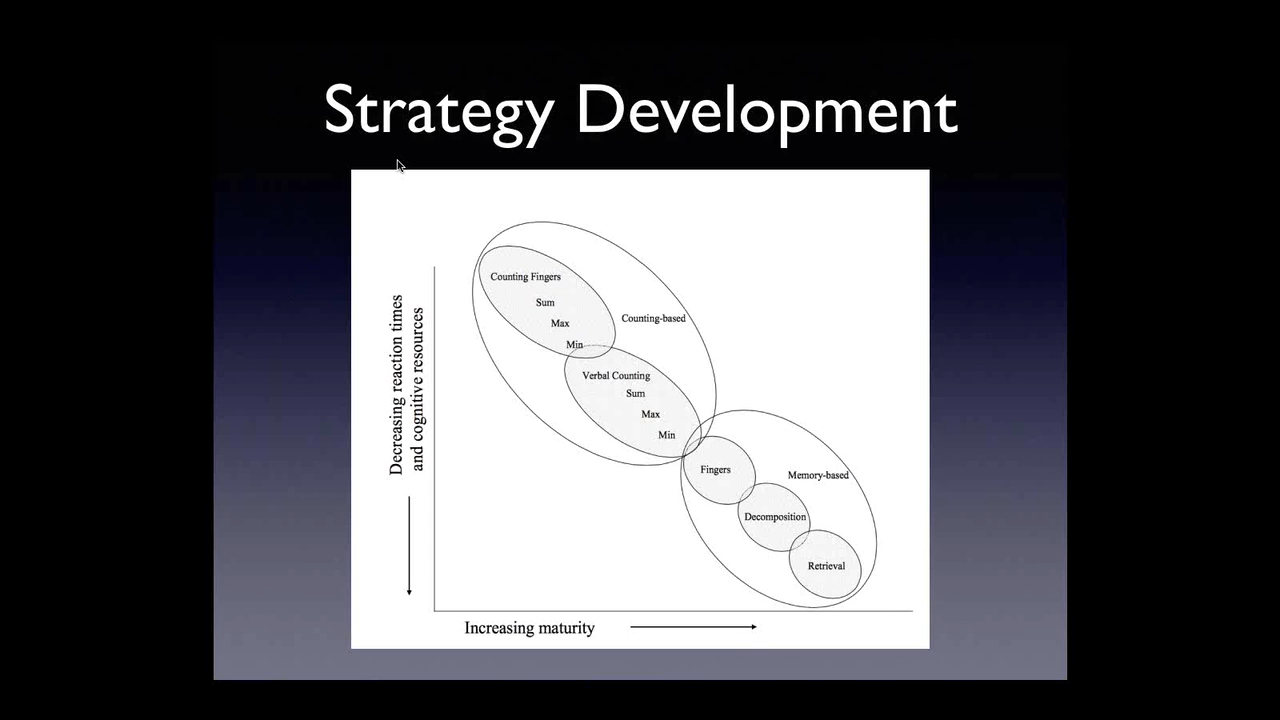 Strategy Development
Counting Fingers
Sum
Max
Min
Counting-based
Verbal Counting
Sum
Max
Min
Fingers
Memory-based
Decomposition
Retrieval
Decreasing reaction times
and cognitive resources
Increasing maturity